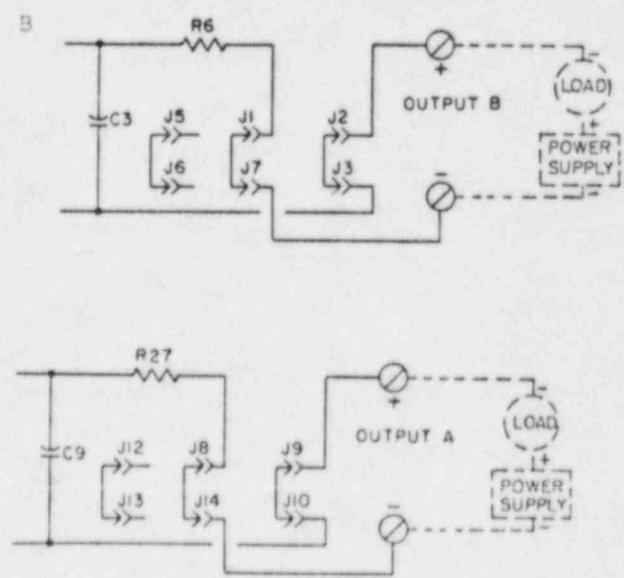 B
R6
C3
J5
J1
J2
J6
J7
J3
+
OUTPUT B
-
-
LOAD
+
POWER
SUPPLY
-
R27
C9
J12
J8
J9
J13
J14
J10
+
OUTPUT A
-
-
LOAD
+
POWER
SUPPLY
-